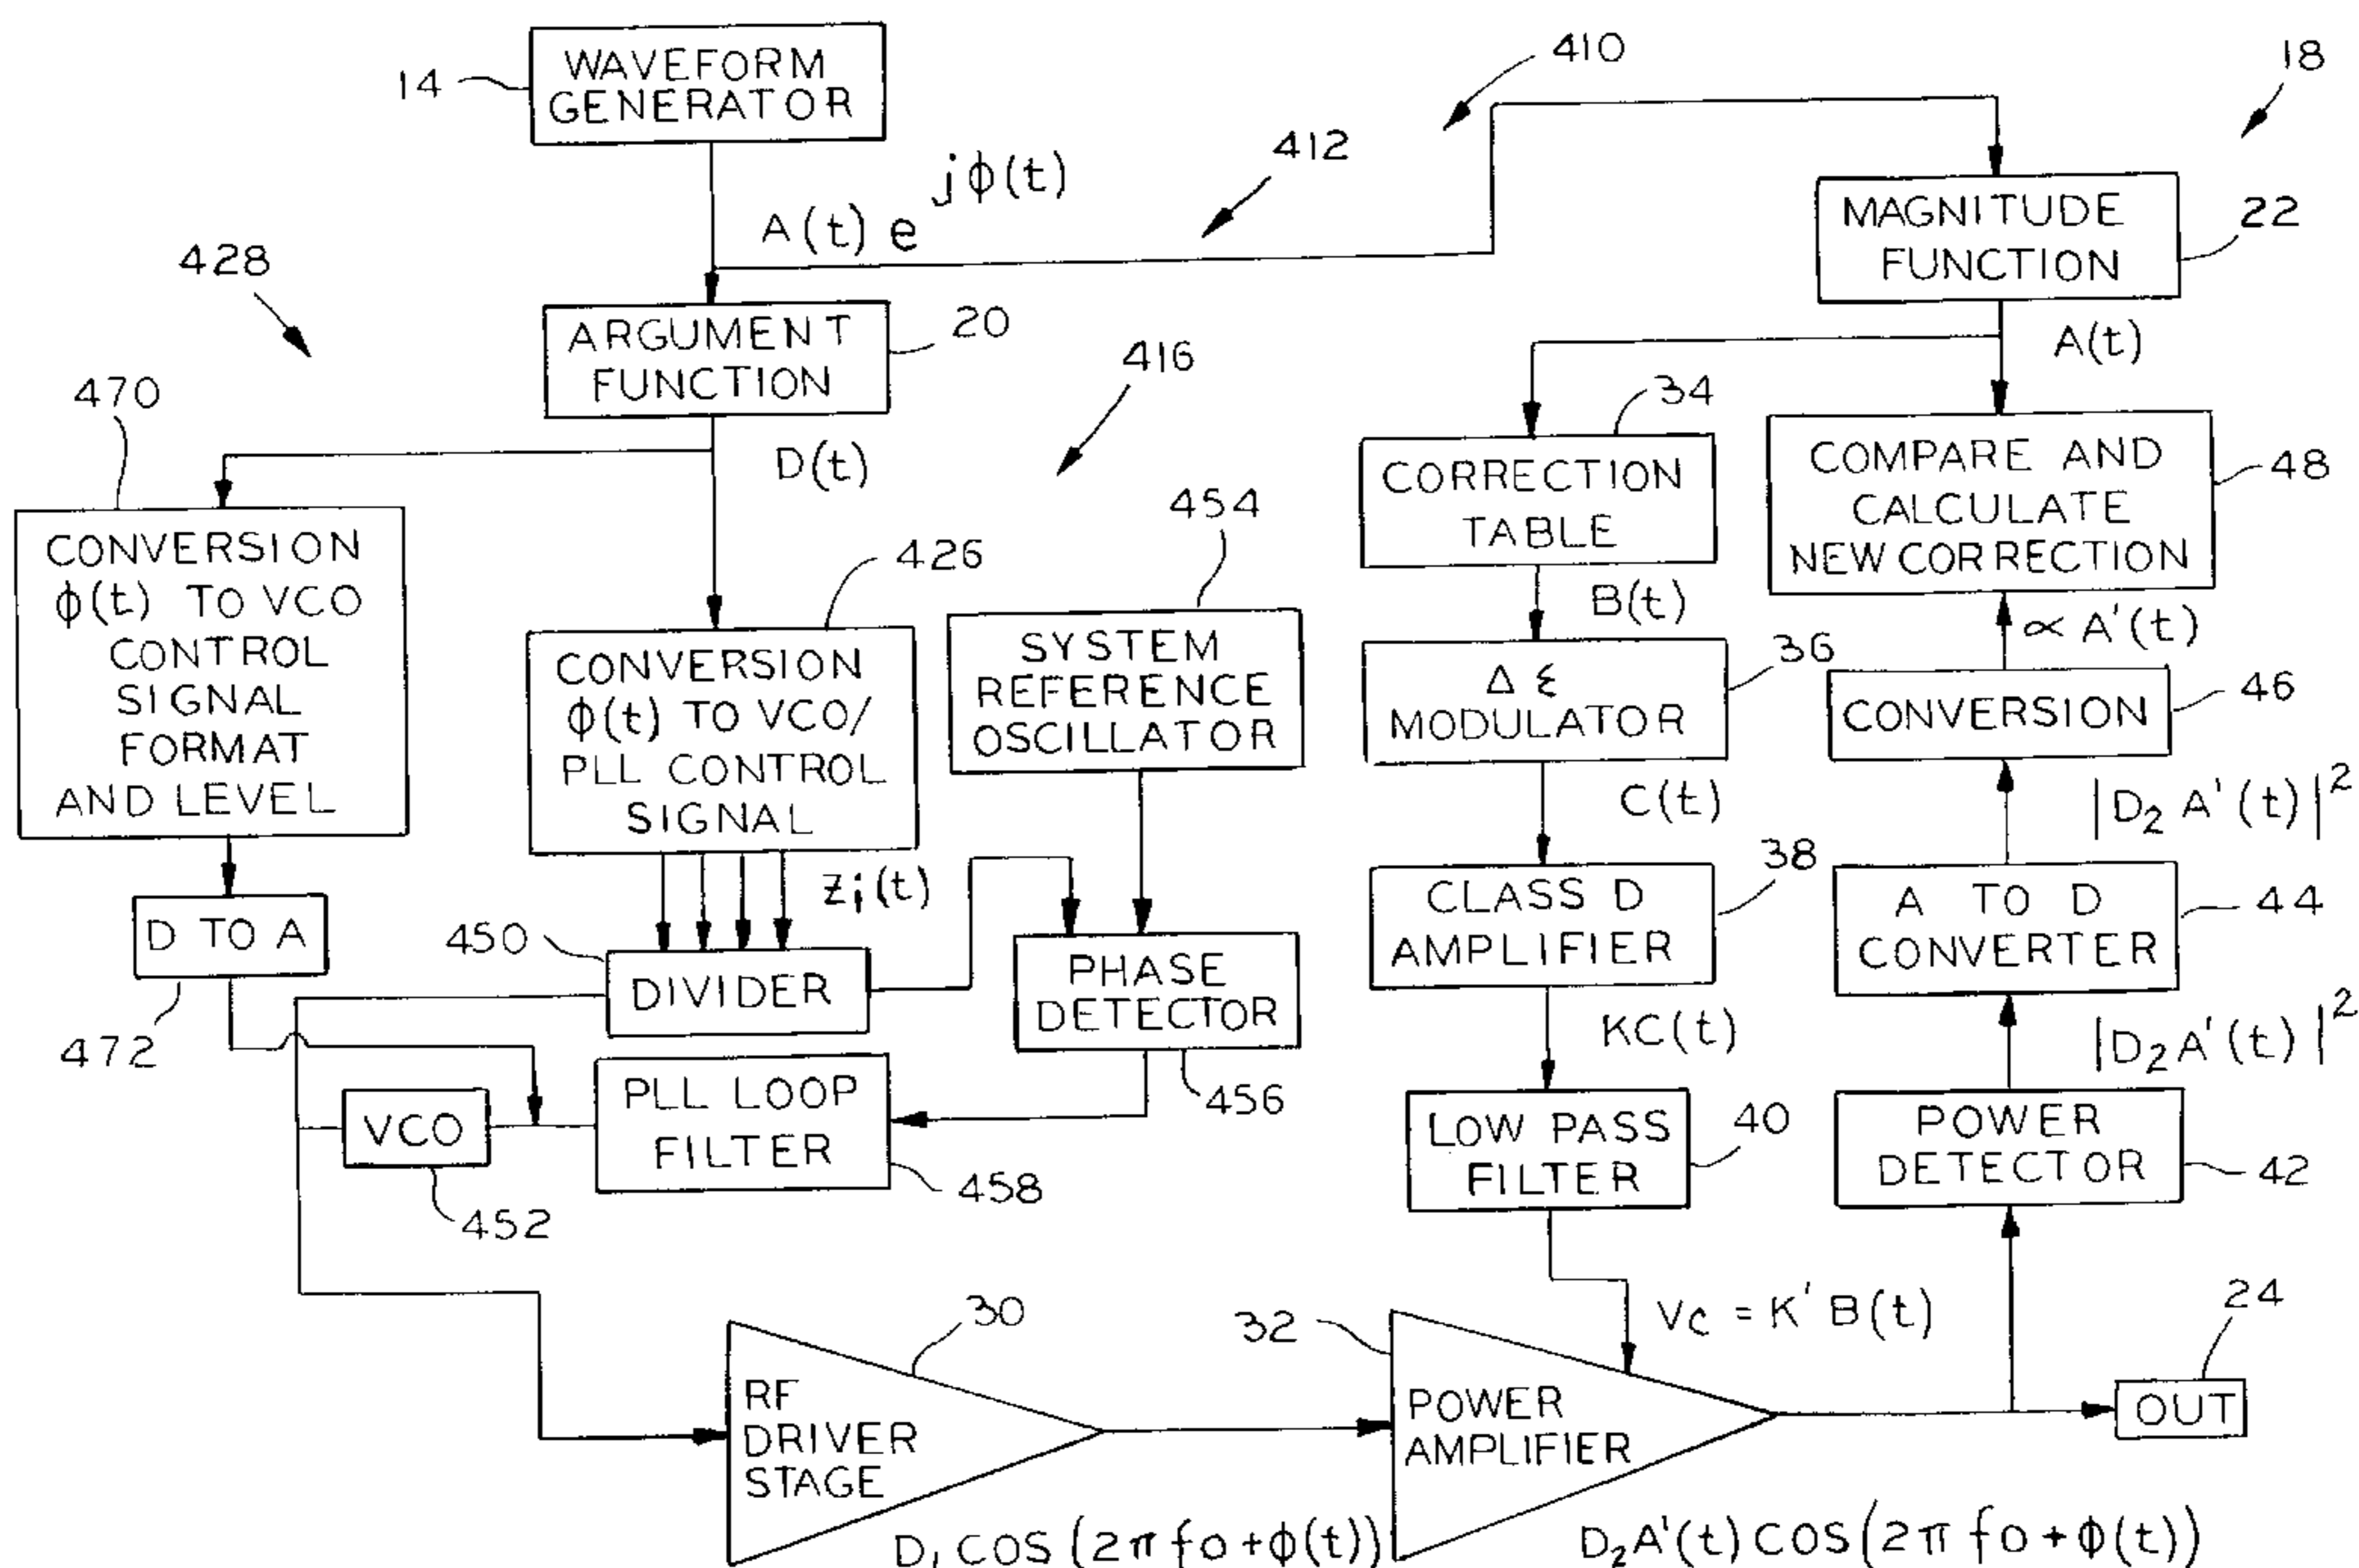 WAVEFORM
GENERATOR
14
410
18
412
A(t) e jϕ(t)
MAGNITUDE
FUNCTION
22
428
ARGUMENT
FUNCTION
20
416
A(t)
470
D(t)
34
CORRECTION
TABLE
COMPARE AND
CALCULATE
NEW CORRECTION
48
CONVERSION
ϕ(t) TO VCO
CONTROL
SIGNAL
FORMAT
AND LEVEL
426
454
CONVERSION
ϕ(t) TO VCO/
PLL CONTROL
SIGNAL
SYSTEM
REFERENCE
OSCILLATOR
B(t)
∝ A'(t)
Δ ξ
MODULATOR
36
CONVERSION
46
C(t)
|D2 A'(t)|2
Zi(t)
D TO A
472
450
DIVIDER
PHASE
DETECTOR
456
CLASS D
AMPLIFIER
38
A TO D
CONVERTER
44
KC(t)
|D2A'(t)|2
VCO
452
PLL LOOP
FILTER
458
LOW PASS
FILTER
40
POWER
DETECTOR
42
Vc = K' B(t)
30
RF
DRIVER
STAGE
32
POWER
AMPLIFIER
24
OUT
D1 COS (2π fo + ϕ(t))
D2A'(t) COS (2π fo + ϕ(t))